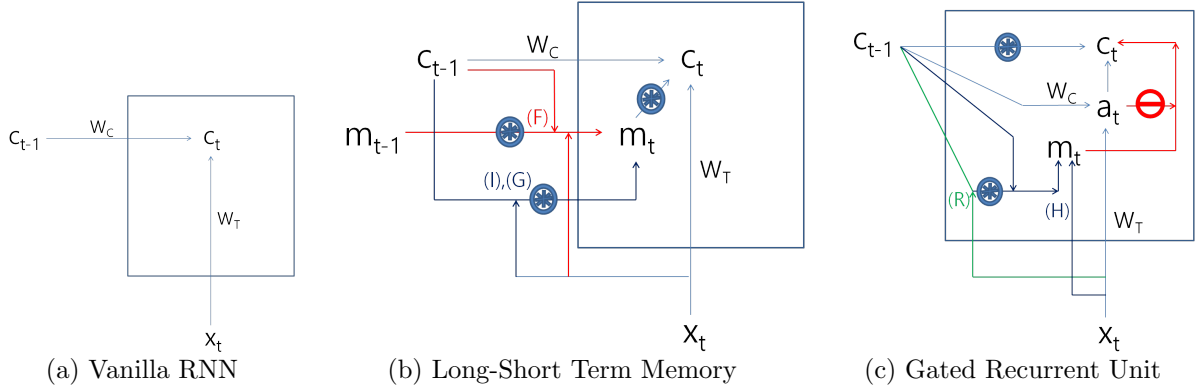 c_{t-1} W_C c_t
W_T
x_t
(a) Vanilla RNN
c_{t-1} W_C c_t
m_{t-1} (F) m_t
(I),(G) W_T
x_t
(b) Long-Short Term Memory
c_{t-1} c_t
W_C a_t
m_t
(R) (H) W_T
x_t
(c) Gated Recurrent Unit